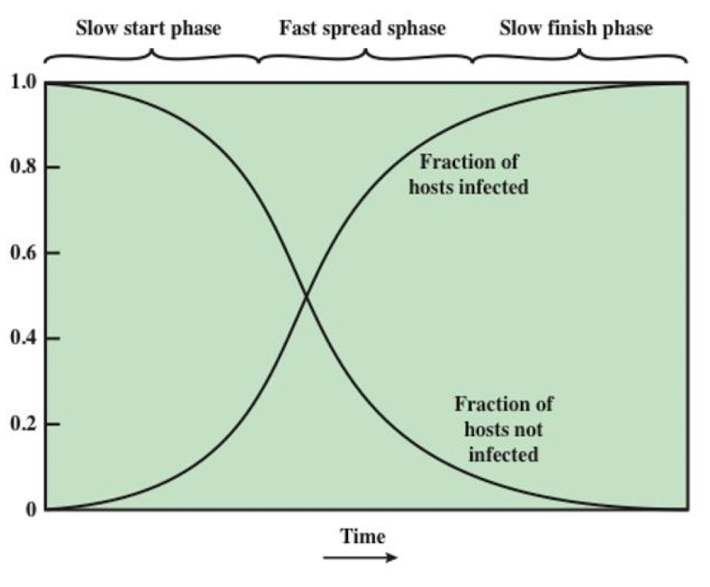 Slow start phase
Fast spread sphase
Slow finish phase
1.0
0.8
0.6
0.4
0.2
0
Fraction of
hosts infected
Fraction of
hosts not
infected
Time